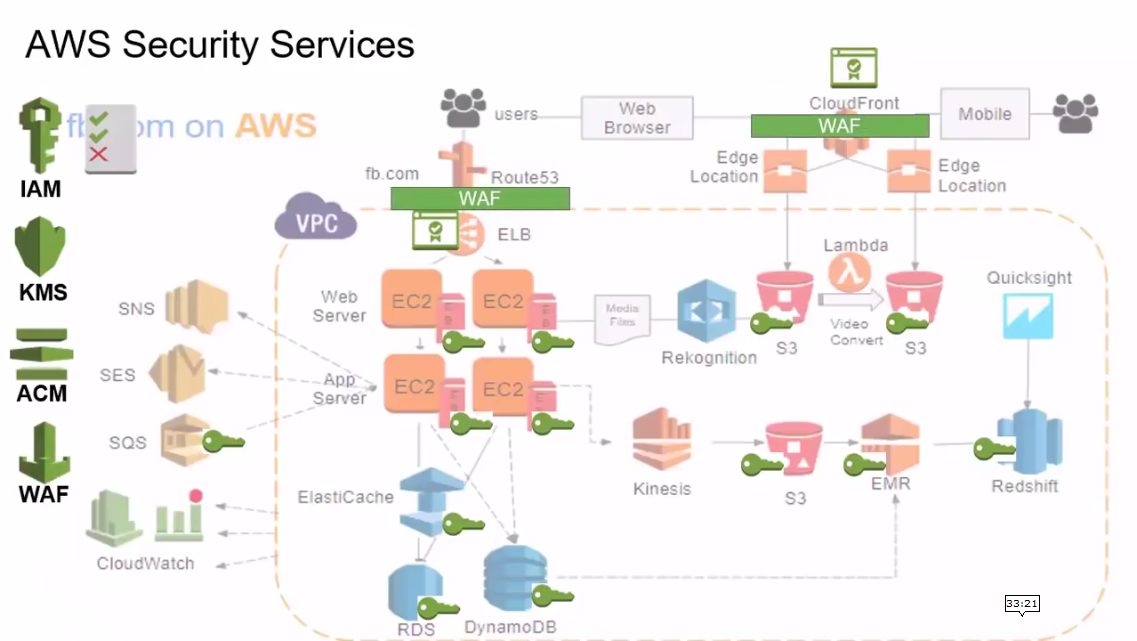 AWS Security Services
on AWS
IAM
KMS
ACM
WAF
users
Web
Browser
CloudFront
WAF
Mobile
Edge
Location
Edge
Location
fb.com
Route53
WAF
VPC
ELB
Web
Server
EC2
EC2
Media
Files
Rekognition
Lambda
S3
Video
Convert
S3
Quicksight
SNS
SES
SQS
App
Server
EC2
EC2
Kinesis
S3
EMR
Redshift
ElastiCache
CloudWatch
RDS
DynamoDB
33:21